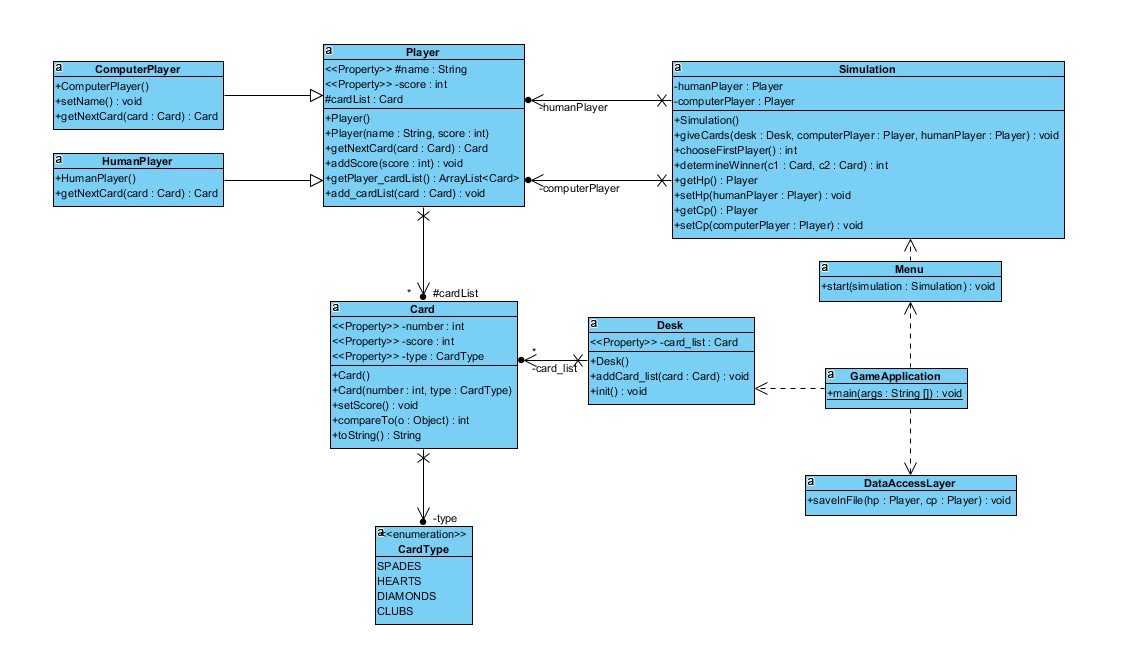 a
Player
<<Property>> #name : String
<<Property>> -score : int
#cardList : Card
+Player()
+Player(name : String, score : int)
+getNextCard(card : Card) : Card
+addScore(score : int) : void
+getPlayer_cardList() : ArrayList<Card>
+add_cardList(card : Card) : void
a
ComputerPlayer
+ComputerPlayer()
+setName() : void
+getNextCard(card : Card) : Card
a
HumanPlayer
+HumanPlayer()
+getNextCard(card : Card) : Card
-humanPlayer
-computerPlayer
a
Simulation
-humanPlayer : Player
-computerPlayer : Player
+Simulation()
+giveCards(desk : Desk, computerPlayer : Player, humanPlayer : Player) : void
+chooseFirstPlayer() : int
+determineWinner(c1 : Card, c2 : Card) : int
+getHp() : Player
+setHp(humanPlayer : Player) : void
+getCp() : Player
+setCp(computerPlayer : Player) : void
a
Menu
+start(simulation : Simulation) : void
* #cardList
a
Card
<<Property>> -number : int
<<Property>> -score : int
<<Property>> -type : CardType
+Card()
+Card(number : int, type : CardType)
+setScore() : void
+compareTo(o : Object) : int
+toString() : String
*
-card_list
a
Desk
<<Property>> -card_list : Card
+Desk()
+addCard_list(card : Card) : void
+init() : void
a
GameApplication
+main(args : String []) : void
a
DataAccessLayer
+saveInFile(hp : Player, cp : Player) : void
-type
a
<<enumeration>>
CardType
SPADES
HEARTS
DIAMONDS
CLUBS